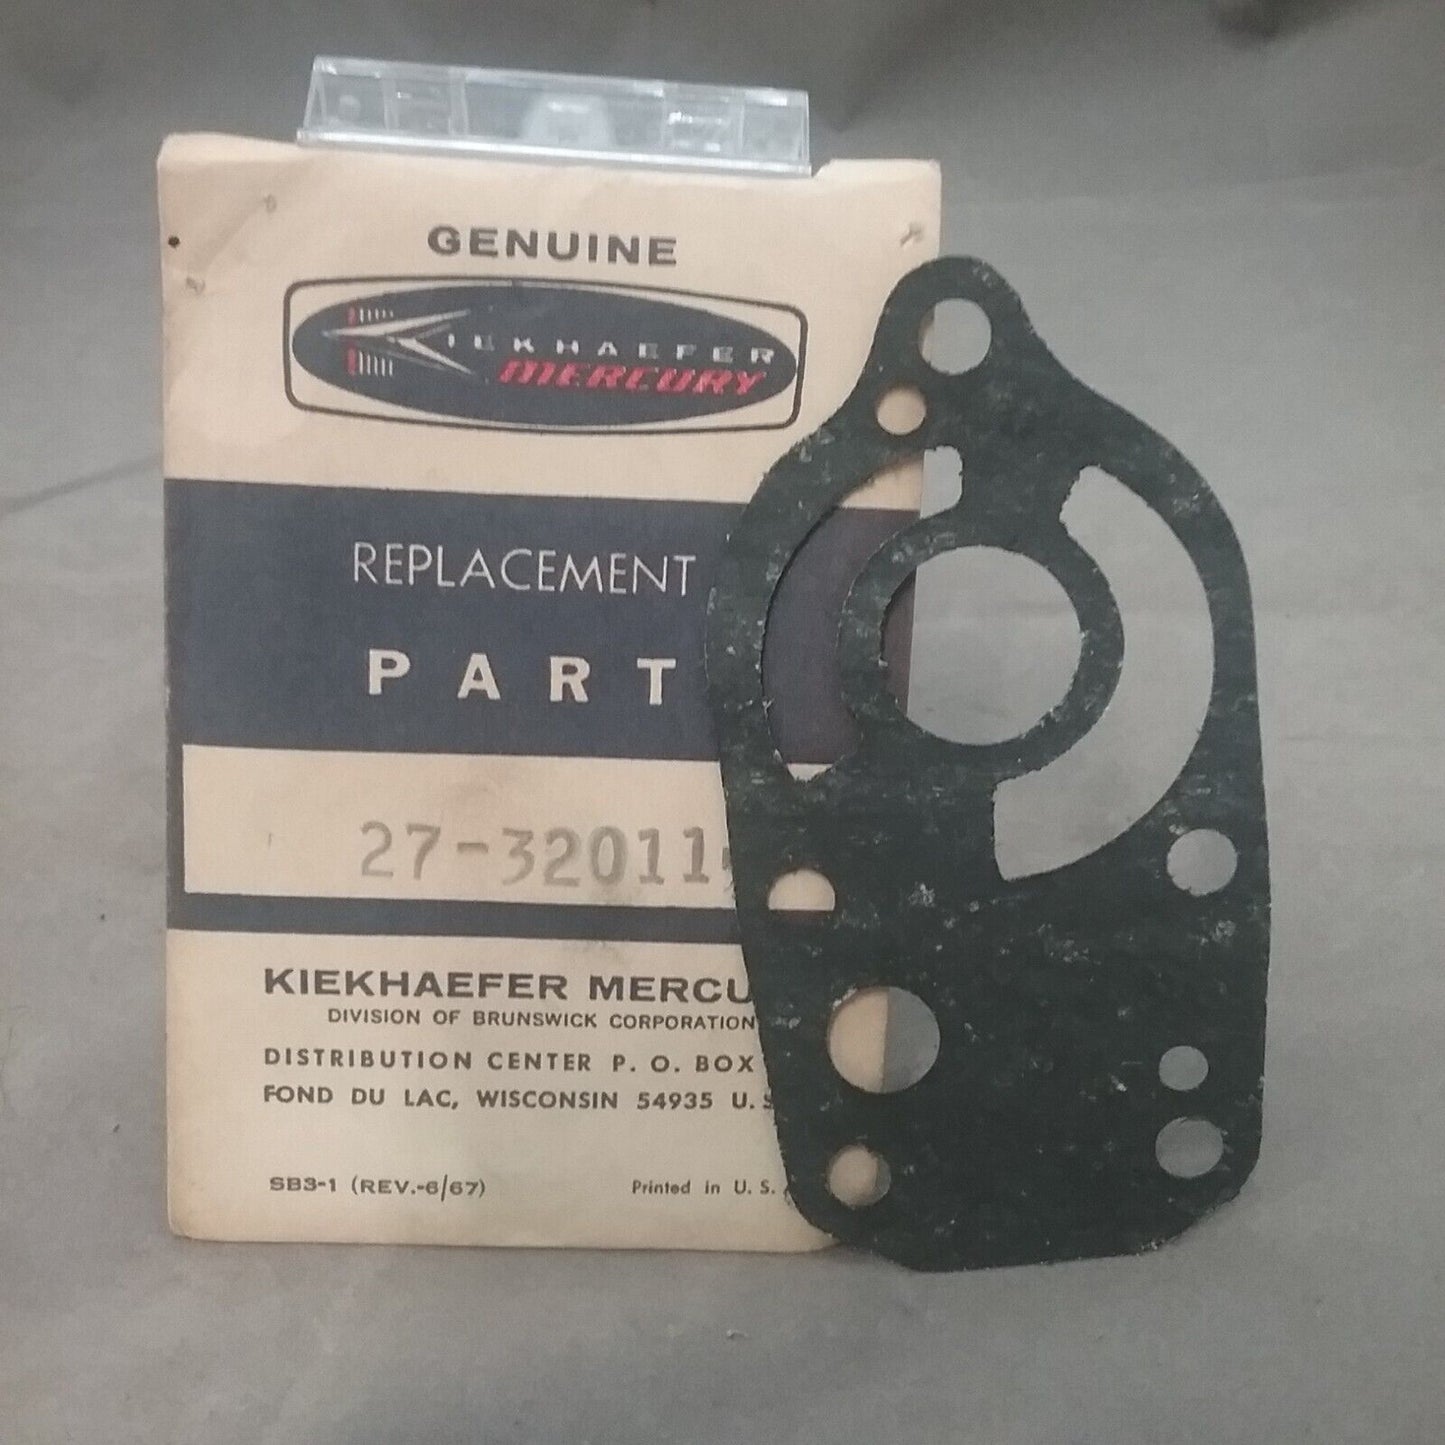 GENUINE
KIEKHAEFER
MERCURY
REPLACEMENT
PART
27-32011
KIEKHAEFER MERCU
DIVISION OF BRUNSWICK CORPORATION
DISTRIBUTION CENTER P. O. BOX
FOND DU LAC, WISCONSIN 54935 U. S
SB3-1 (REV.-6/67)
Printed in U. S.